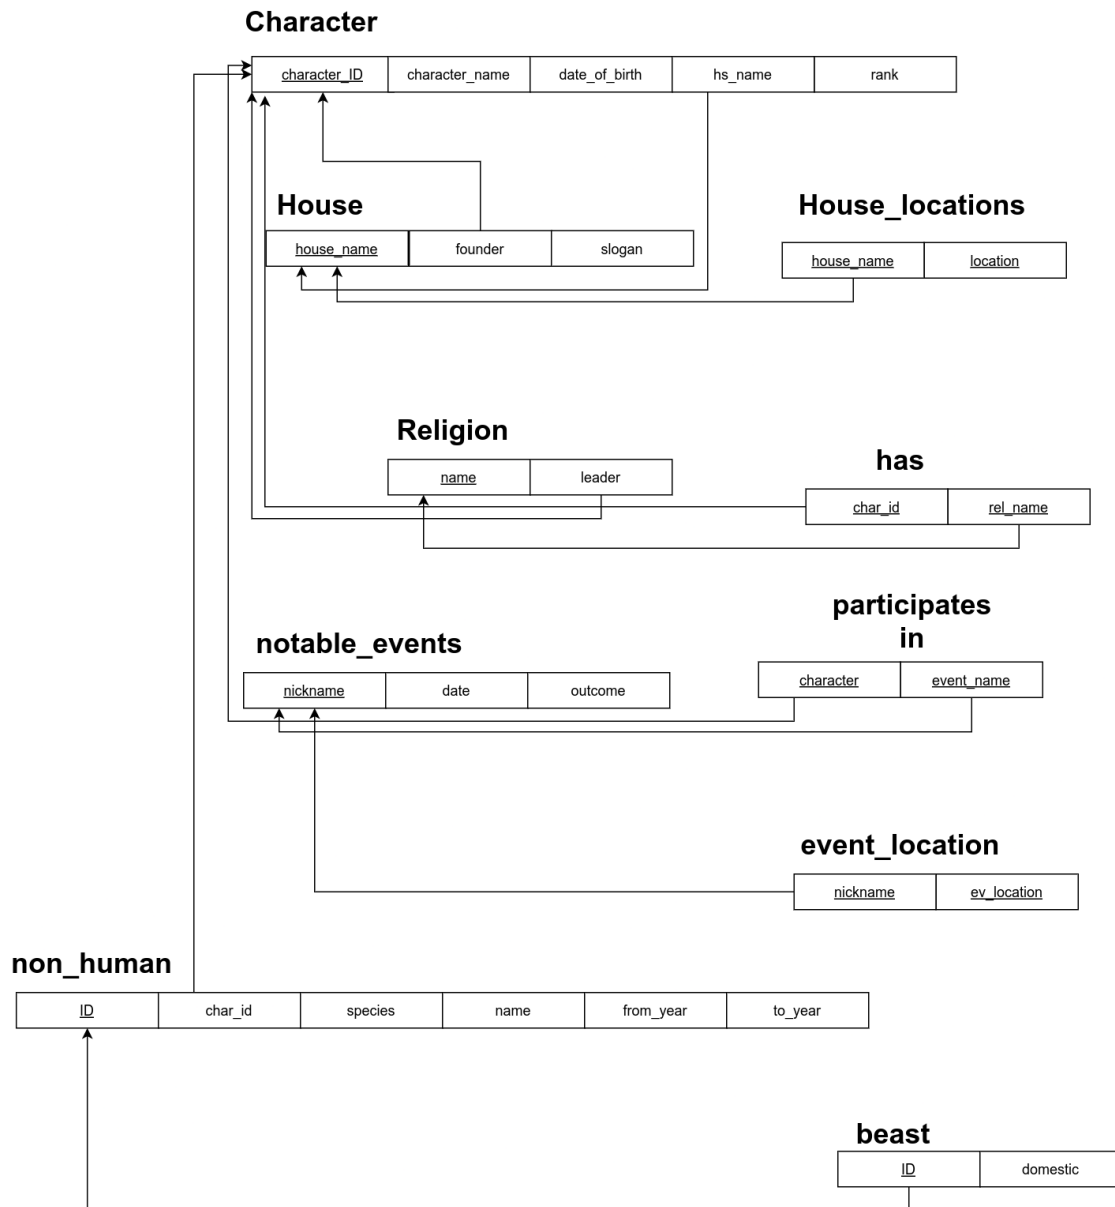 Character
character_ID character_name date_of_birth hs_name rank
House
house_name founder slogan
House_locations
house_name location
Religion
name leader
has
char_id rel_name
participates
in
character event_name
notable_events
nickname date outcome
event_location
nickname ev_location
non_human
ID char_id species name from_year to_year
beast
ID domestic